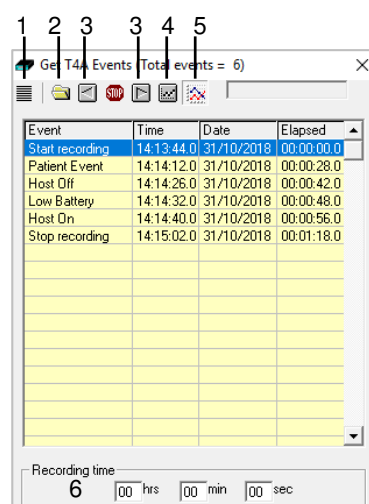 1 2 3 3 4 5
Get T4A Events (Total events = 6)
STOP
Event Time Date Elapsed
Start recording 14:13:44.0 31/10/2018 00:00:00.0
Patient Event 14:14:12.0 31/10/2018 00:00:28.0
Host Off 14:14:26.0 31/10/2018 00:00:42.0
Low Battery 14:14:32.0 31/10/2018 00:00:48.0
Host On 14:14:40.0 31/10/2018 00:00:56.0
Stop recording 14:15:02.0 31/10/2018 00:01:18.0
Recording time
6 00 hrs 00 min 00 sec